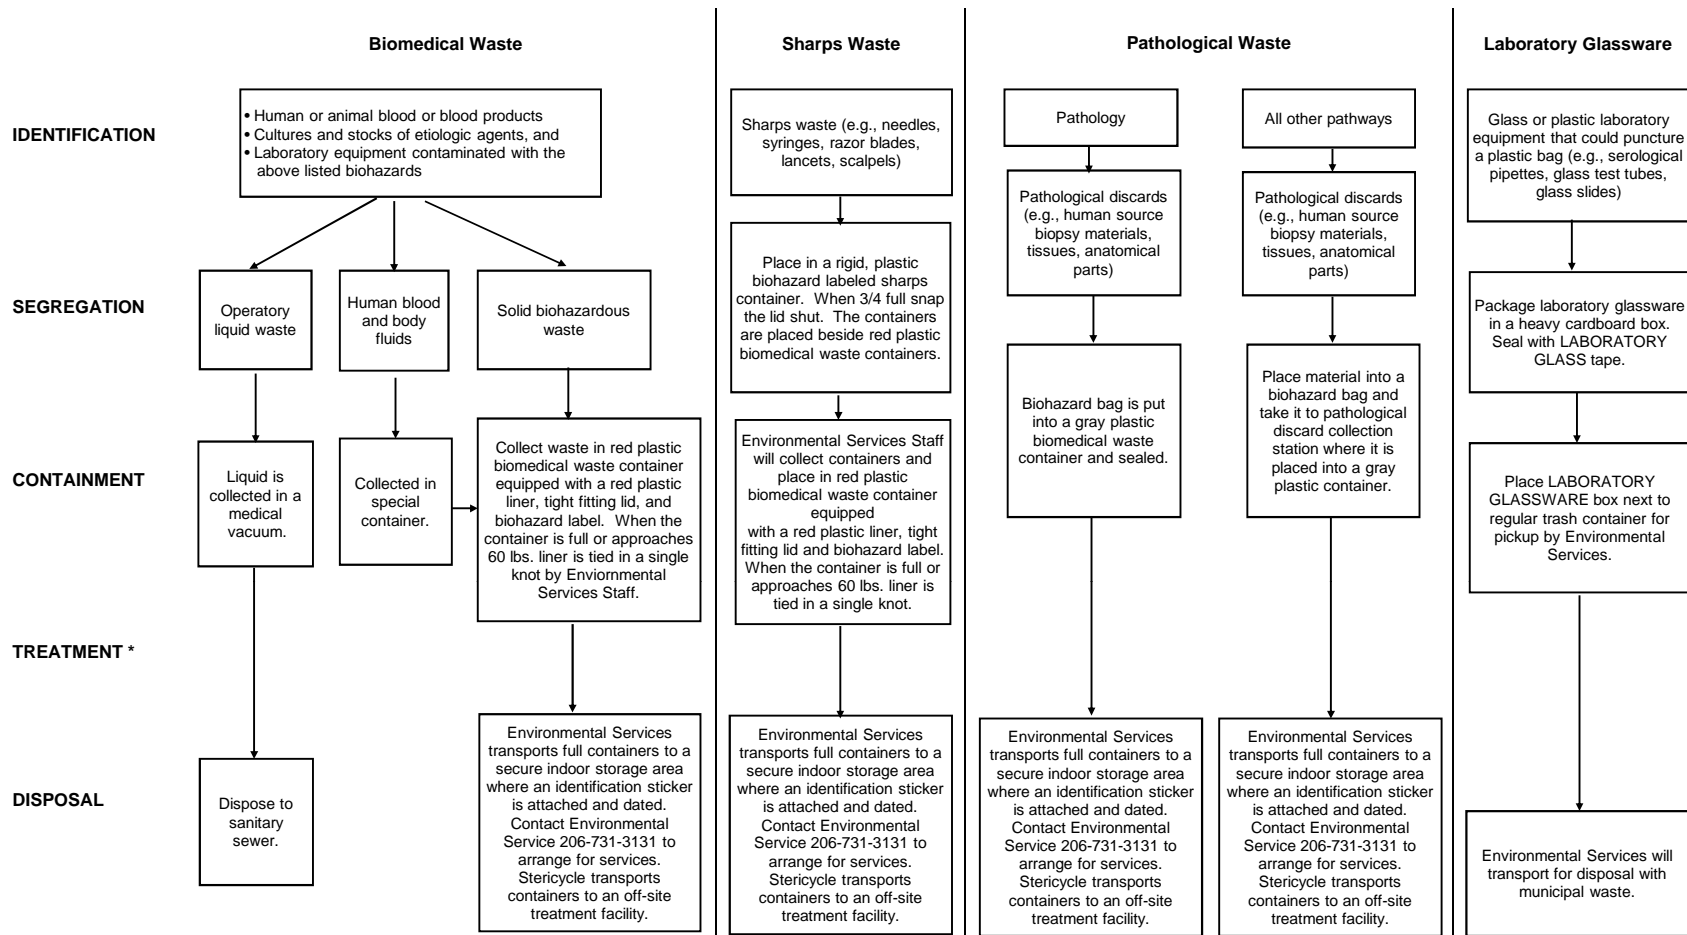 Biomedical Waste
Sharps Waste
Pathological Waste
Laboratory Glassware
IDENTIFICATION
• Human or animal blood or blood products
• Cultures and stocks of etiologic agents, and
• Laboratory equipment contaminated with the
above listed biohazards
Sharps waste (e.g., needles,
syringes, razor blades,
lancets, scalpels)
Pathology
All other pathways
Glass or plastic laboratory
equipment that could puncture
a plastic bag (e.g., serological
pipettes, glass test tubes,
glass slides)
Pathological discards
(e.g., human source
biopsy materials,
tissues, anatomical
parts)
Pathological discards
(e.g., human source
biopsy materials,
tissues, anatomical
parts)
SEGREGATION
Operatory
liquid waste
Human blood
and body
fluids
Solid biohazardous
waste
Place in a rigid, plastic
biohazard labeled sharps
container. When 3/4 full snap
the lid shut. The containers
are placed beside red plastic
biomedical waste containers.
Package laboratory glassware
in a heavy cardboard box.
Seal with LABORATORY
GLASS tape.
CONTAINMENT
Liquid is
collected in a
medical
vacuum.
Collected in
special
container.
Collect waste in red plastic
biomedical waste container
equipped with a red plastic
liner, tight fitting lid, and
biohazard label. When the
container is full or approaches
60 lbs. liner is tied in a single
knot by Enviornmental
Services Staff.
Environmental Services Staff
will collect containers and
place in red plastic
biomedical waste container
equipped
with a red plastic liner, tight
fitting lid and biohazard label.
When the container is full or
approaches 60 lbs. liner is
tied in a single knot.
Biohazard bag is put
into a gray plastic
biomedical waste
container and sealed.
Place material into a
biohazard bag and
take it to pathological
discard collection
station where it is
placed into a gray
plastic container.
Place LABORATORY
GLASSWARE box next to
regular trash container for
pickup by Environmental
Services.
TREATMENT *
DISPOSAL
Dispose to
sanitary
sewer.
Environmental Services
transports full containers to a
secure indoor storage area
where an identification sticker
is attached and dated.
Contact Environmental
Service 206-731-3131 to
arrange for services.
Stericycle transports
containers to an off-site
treatment facility.
Environmental Services
transports full containers to a
secure indoor storage area
where an identification sticker
is attached and dated.
Contact Environmental
Service 206-731-3131 to
arrange for services.
Stericycle transports
containers to an off-site
treatment facility.
Environmental Services
transports full containers to a
secure indoor storage area
where an identification sticker
is attached and dated.
Contact Environmental
Service 206-731-3131 to
arrange for services.
Stericycle transports
containers to an off-site
treatment facility.
Environmental Services
transports full containers to a
secure indoor storage area
where an identification sticker
is attached and dated.
Contact Environmental
Service 206-731-3131 to
arrange for services.
Stericycle transports
containers to an off-site
treatment facility.
Environmental Services will
transport for disposal with
municipal waste.